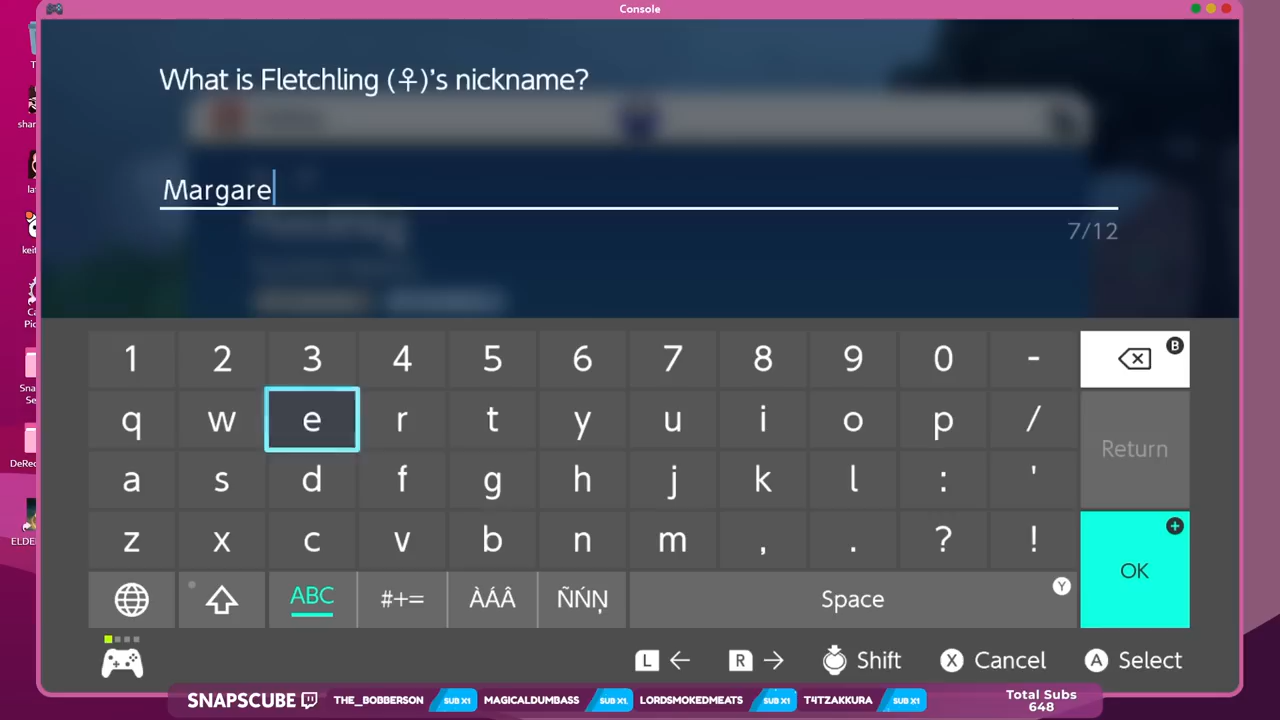 Console
What is Fletchling (♀)'s nickname?
Margare
7/12
1 2 3 4 5 6 7 8 9 0 -
B
q w e r t y u i o p /
Return
a s d f g h j k l : '
z x c v b n m , . ? !
+
OK
ABC #+= ÀÁÂ ÑŃṆ Space Y
L ← R → Shift X Cancel A Select
SNAPSCUBE THE_BOBBERSON SUB X1 MAGICALDUMBASS SUB X1 LORDSMOKEDMEATS SUB X1 T4TZAKKURA SUB X1 Total Subs
648